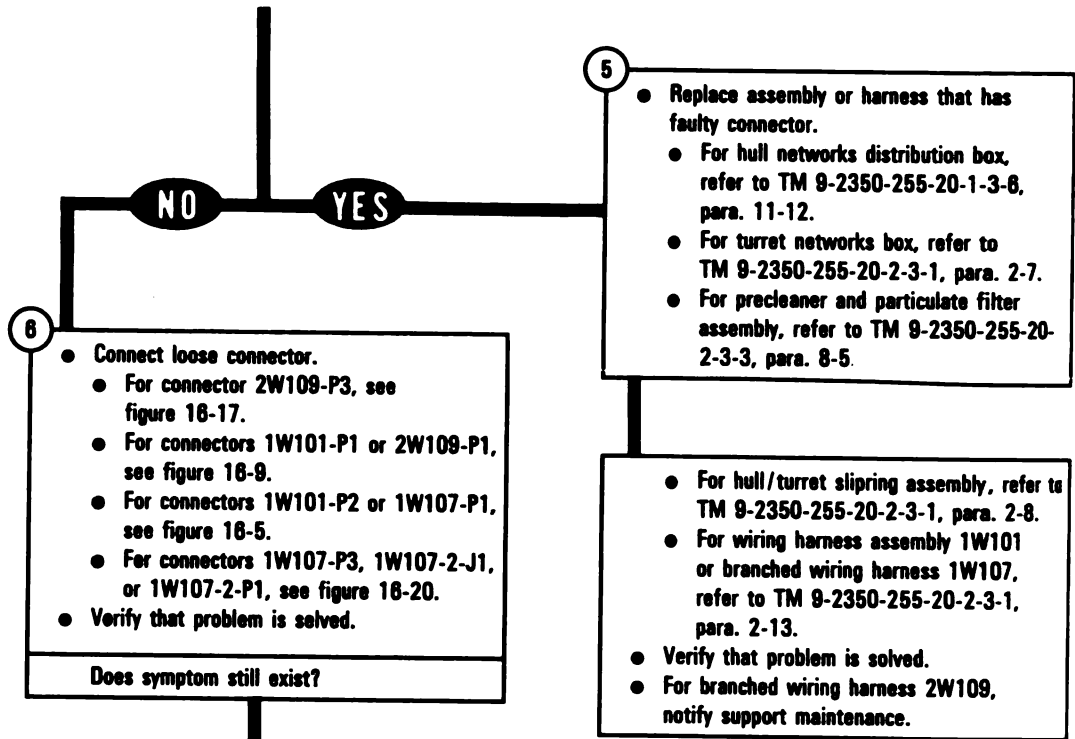 NO
YES
5
● Replace assembly or harness that has
faulty connector.
● For hull networks distribution box,
refer to TM 9-2350-255-20-1-3-6,
para. 11-12.
● For turret networks box, refer to
TM 9-2350-255-20-2-3-1, para. 2-7.
● For precleaner and particulate filter
assembly, refer to TM 9-2350-255-20-
2-3-3, para. 8-5.
● For hull/turret slipring assembly, refer to
TM 9-2350-255-20-2-3-1, para. 2-8.
● For wiring harness assembly 1W101
or branched wiring harness 1W107,
refer to TM 9-2350-255-20-2-3-1,
para. 2-13.
● Verify that problem is solved.
● For branched wiring harness 2W109,
notify support maintenance.
6
● Connect loose connector.
● For connector 2W109-P3, see
figure 16-17.
● For connectors 1W101-P1 or 2W109-P1,
see figure 16-9.
● For connectors 1W101-P2 or 1W107-P1,
see figure 16-5.
● For connectors 1W107-P3, 1W107-2-J1,
or 1W107-2-P1, see figure 16-20.
● Verify that problem is solved.
Does symptom still exist?